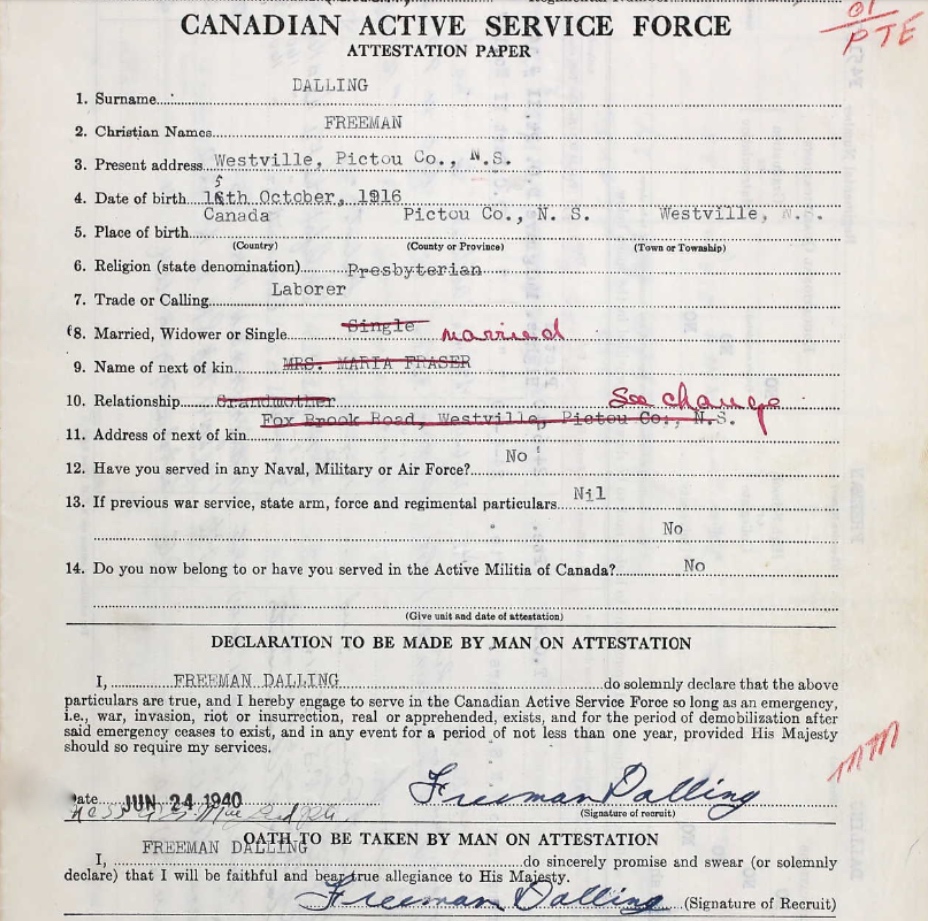 CANADIAN ACTIVE SERVICE FORCE
01
PTE
ATTESTATION PAPER
DALLING
1. Surname
FREEMAN
2. Christian Names
3. Present address Westville, Pictou Co., N.S.
5
4. Date of birth 16th October, 1916
Canada Pictou Co., N. S. Westville, N. S.
5. Place of birth
(Country) (County or Province) (Town or Township)
6. Religion (state denomination) Presbyterian
Laborer
7. Trade or Calling
8. Married, Widower or Single Single married
9. Name of next of kin MRS. MARIA FRASER
10. Relationship Grandmother See change
Fox Brook Road, Westville, Pictou Co., N.S.
11. Address of next of kin
No
12. Have you served in any Naval, Military or Air Force?
13. If previous war service, state arm, force and regimental particulars Nil
No
14. Do you now belong to or have you served in the Active Militia of Canada? No
(Give unit and date of attestation)
DECLARATION TO BE MADE BY MAN ON ATTESTATION
I, FREEMAN DALLING do solemnly declare that the above
particulars are true, and I hereby engage to serve in the Canadian Active Service Force so long as an emergency,
i.e., war, invasion, riot or insurrection, real or apprehended, exists, and for the period of demobilization after
said emergency ceases to exist, and in any event for a period of not less than one year, provided His Majesty
should so require my services.
MM
Date JUN 24 1940 Freeman Dalling
(Signature of recruit)
OATH TO BE TAKEN BY MAN ON ATTESTATION
FREEMAN DALLING
I, do sincerely promise and swear (or solemnly
declare) that I will be faithful and bear true allegiance to His Majesty.
Freeman Dalling (Signature of Recruit)